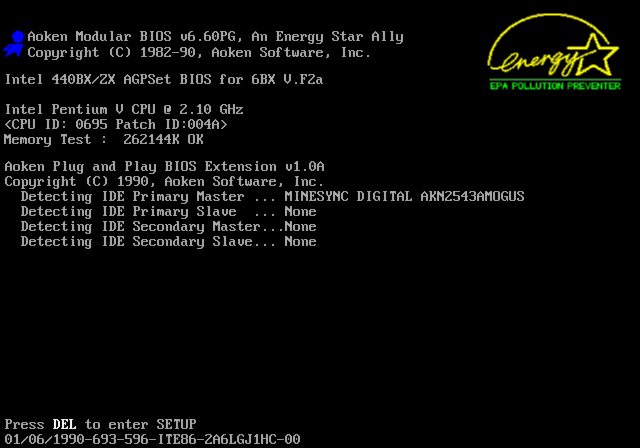 Aoken Modular BIOS v6.60PG, An Energy Star Ally
Copyright (C) 1982-90, Aoken Software, Inc.
energy
EPA POLLUTION PREVENTER
Intel 440BX/ZX AGPSet BIOS for 6BX V.F2a
Intel Pentium V CPU @ 2.10 GHz
<CPU ID: 0695 Patch ID:004A>
Memory Test :  262144K OK
Aoken Plug and Play BIOS Extension v1.0A
Copyright (C) 1990, Aoken Software, Inc.
Detecting IDE Primary Master ... MINESYNC DIGITAL AKN2543AMOGUS
Detecting IDE Primary Slave  ... None
Detecting IDE Secondary Master...None
Detecting IDE Secondary Slave... None
Press DEL to enter SETUP
01/06/1990-693-596-ITE86-2A6LGJ1HC-00